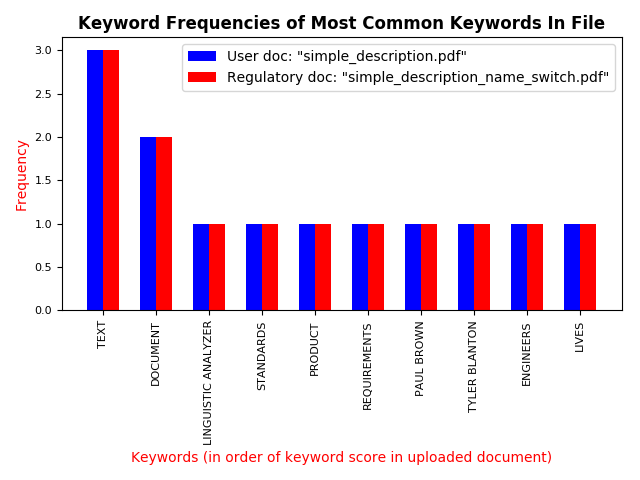 Keyword Frequencies of Most Common Keywords In File
User doc: "simple_description.pdf"
Regulatory doc: "simple_description_name_switch.pdf"
Frequency
3.0
2.5
2.0
1.5
1.0
0.5
0.0
TEXT
DOCUMENT
LINGUISTIC ANALYZER
STANDARDS
PRODUCT
REQUIREMENTS
PAUL BROWN
TYLER BLANTON
ENGINEERS
LIVES
Keywords (in order of keyword score in uploaded document)